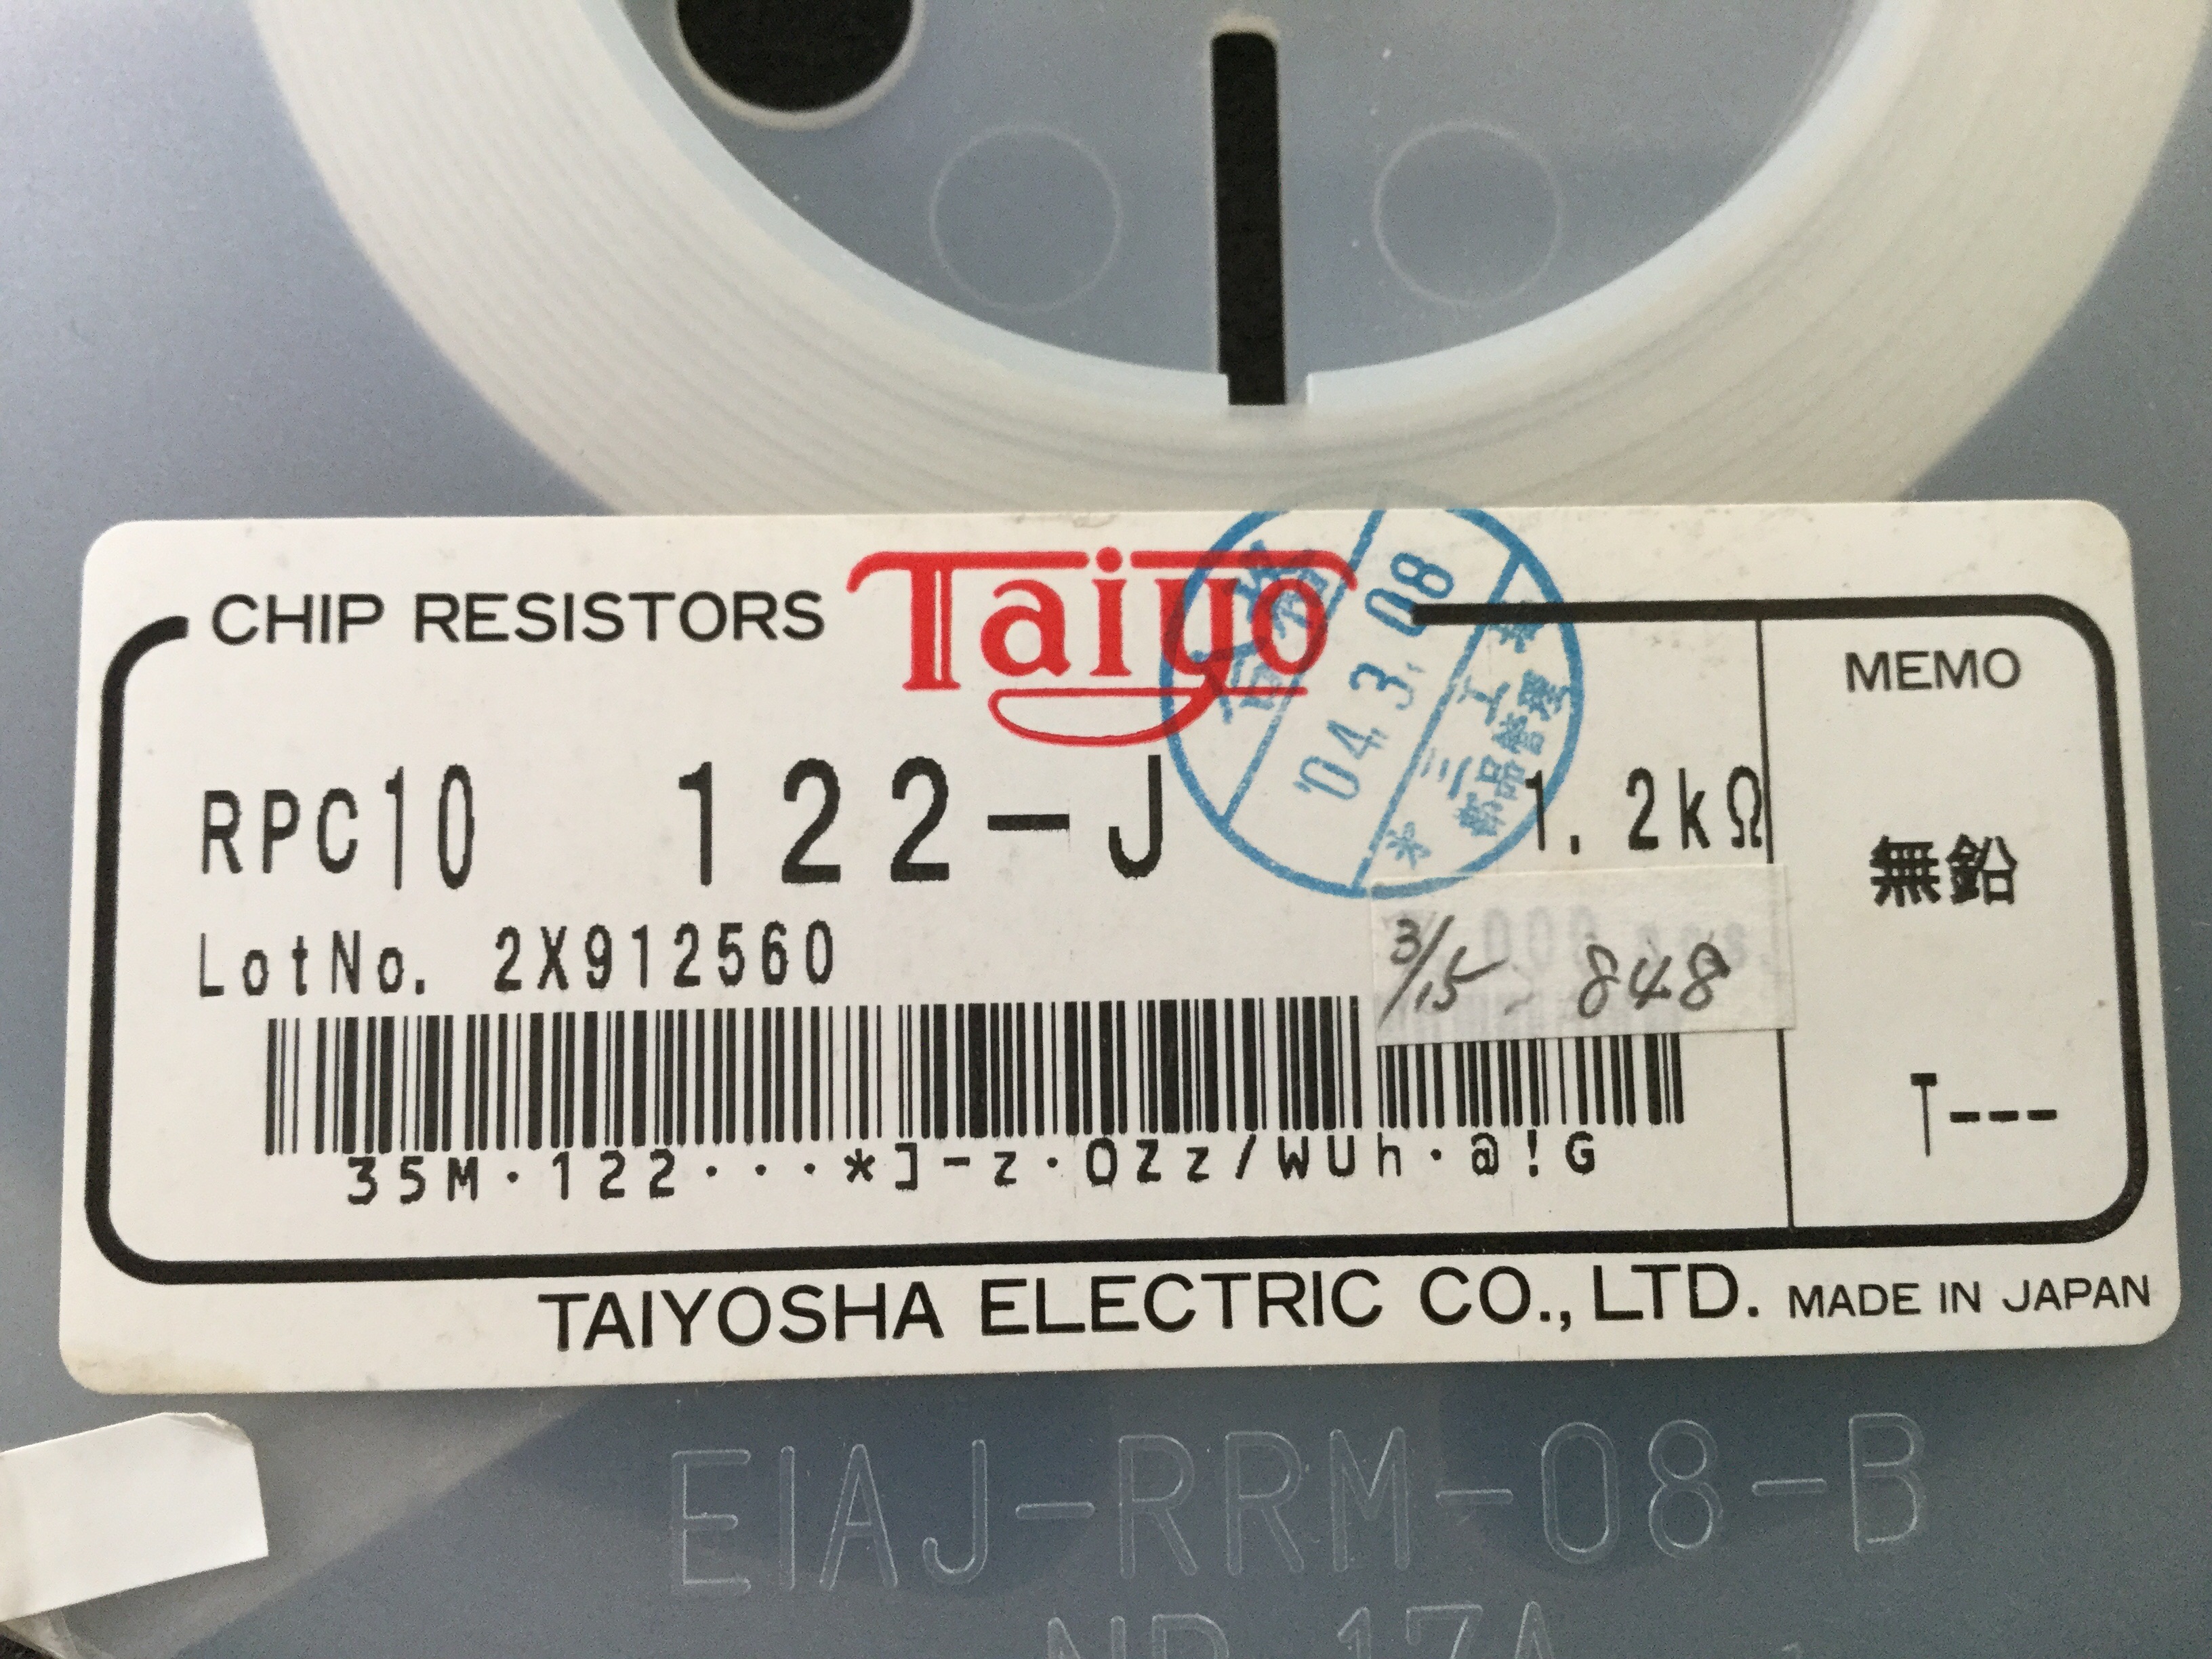 CHIP RESISTORS Taiyo
'04.3.08
MEMO
RPC10 122-J 1.2kΩ
無鉛
LotNo. 2X912560
3/15 848
35M·122···*]-z·OZz/WUh·@!G
T---
TAIYOSHA ELECTRIC CO., LTD. MADE IN JAPAN
EIAJ-RRM-08-B